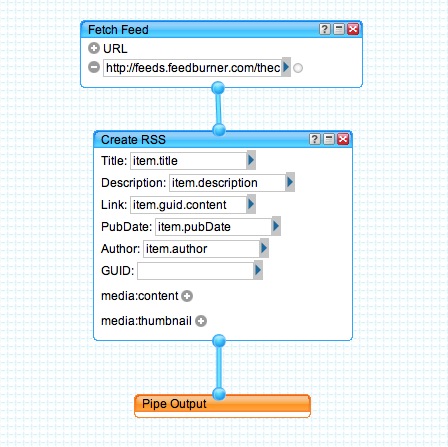 Fetch Feed
URL
http://feeds.feedburner.com/thec
Create RSS
Title: item.title
Description: item.description
Link: item.guid.content
PubDate: item.pubDate
Author: item.author
GUID:
media:content
media:thumbnail
Pipe Output